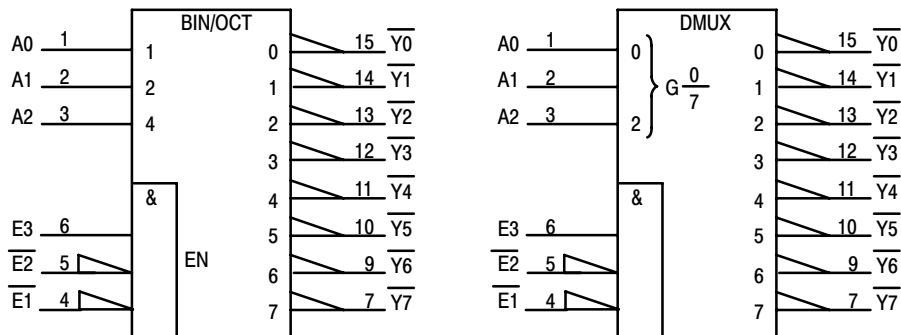 BIN/OCT
A0 1 1 0 15 Y0
A1 2 2 1 14 Y1
A2 3 4 2 13 Y2
3 12 Y3
& 4 11 Y4
E3 6 5 10 Y5
E2 5 EN 6 9 Y6
E1 4 7 7 Y7
DMUX
A0 1 0 0 15 Y0
A1 2 G 0/7 1 14 Y1
A2 3 2 2 13 Y2
3 12 Y3
& 4 11 Y4
E3 6 5 10 Y5
E2 5 6 9 Y6
E1 4 7 7 Y7